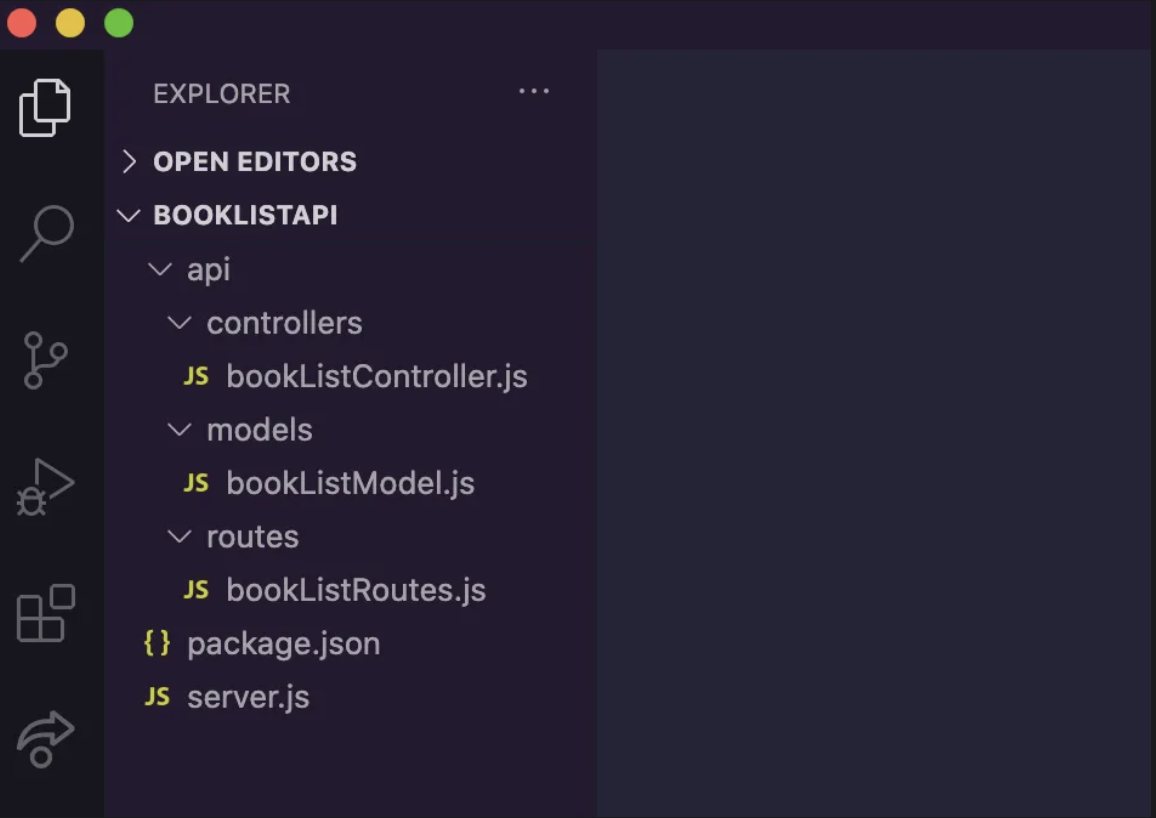 EXPLORER ...
OPEN EDITORS
BOOKLISTAPI
api
controllers
JS bookListController.js
models
JS bookListModel.js
routes
JS bookListRoutes.js
{} package.json
JS server.js